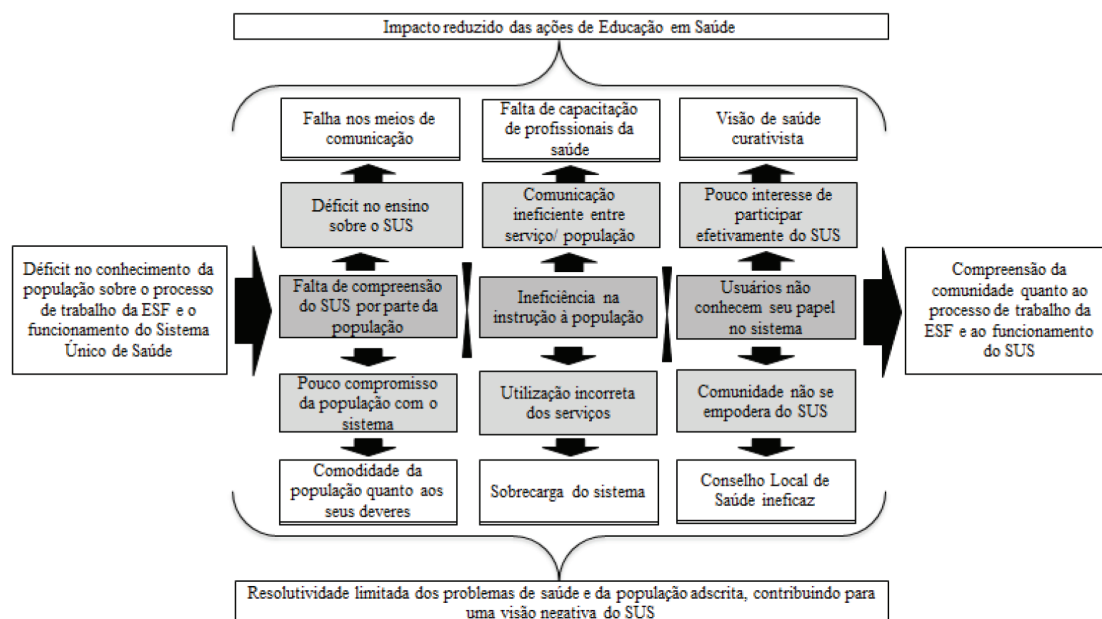 Impacto reduzido das ações de Educação em Saúde
Falha nos meios de
comunicação
Falta de capacitação
de profissionais da
saúde
Visão de saúde
curativista
Déficit no ensino
sobre o SUS
Comunicação
ineficiente entre
serviço/ população
Pouco interesse de
participar
efetivamente do SUS
Déficit no conhecimento da
população sobre o processo
de trabalho da ESF e o
funcionamento do Sistema
Único de Saúde
Falta de compreensão
do SUS por parte da
população
Ineficiência na
instrução à população
Usuários não
conhecem seu papel
no sistema
Compreensão da
comunidade quanto ao
processo de trabalho da
ESF e ao funcionamento
do SUS
Pouco compromisso
da população com o
sistema
Utilização incorreta
dos serviços
Comunidade não se
empodera do SUS
Comodidade da
população quanto aos
seus deveres
Sobrecarga do sistema
Conselho Local de
Saúde ineficaz
Resolutividade limitada dos problemas de saúde e da população adscrita, contribuindo para
uma visão negativa do SUS